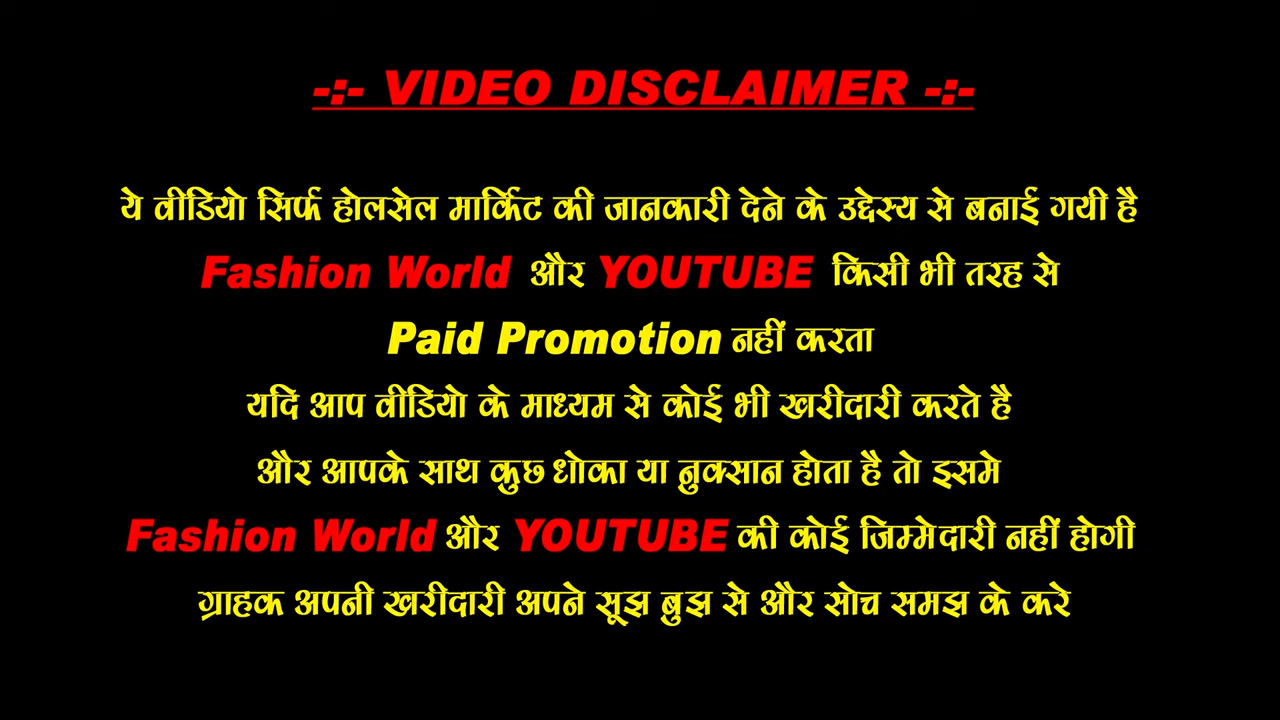 -:- VIDEO DISCLAIMER -:-
ये वीडियो सिर्फ होलसेल मार्किट की जानकारी देने के उद्देस्य से बनाई गयी है
Fashion World और YOUTUBE किसी भी तरह से
Paid Promotion नहीं करता
यदि आप वीडियो के माध्यम से कोई भी खरीदारी करते है
और आपके साथ कुछ धोका या नुक्सान होता है तो इसमे
Fashion World और YOUTUBE की कोई जिम्मेदारी नहीं होगी
ग्राहक अपनी खरीदारी अपने सूझ बुझ से और सोच समझ के करे